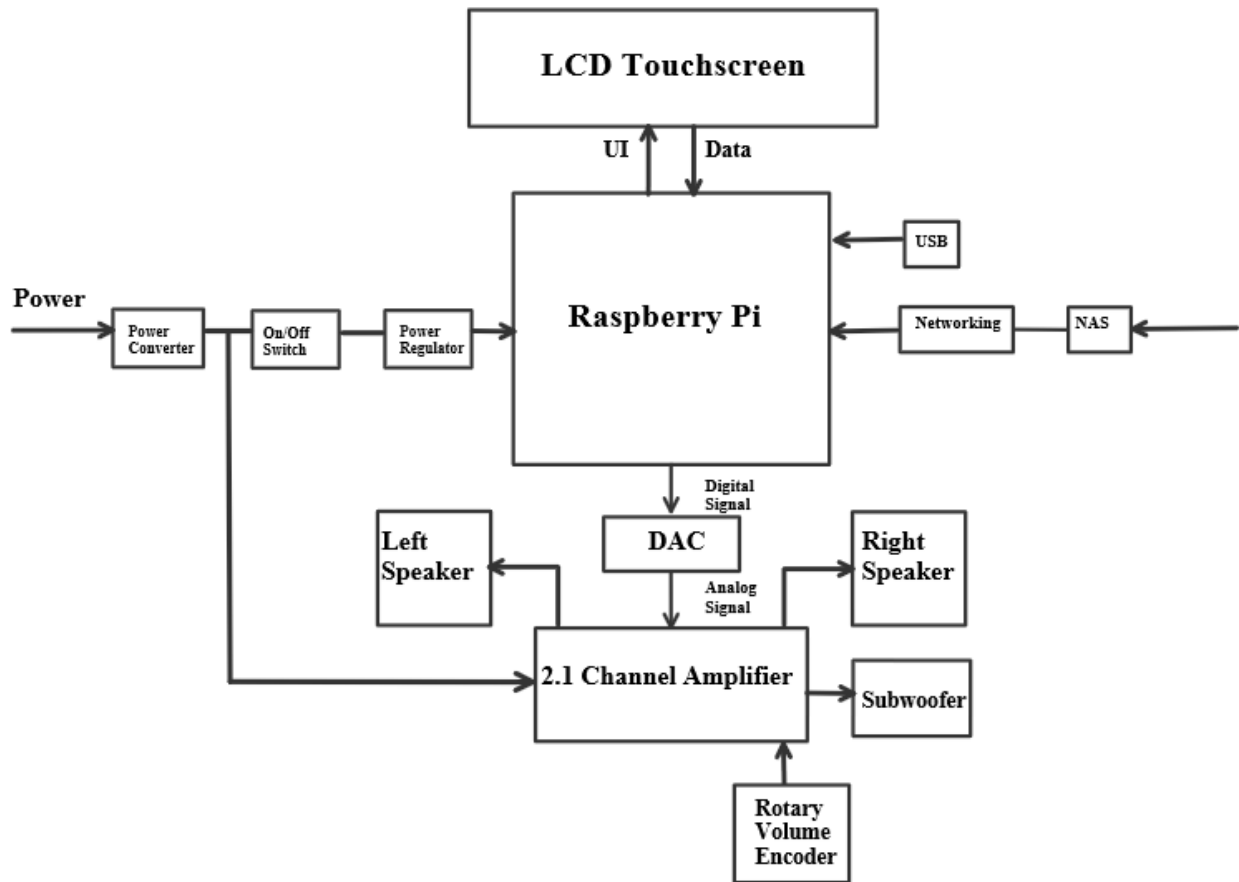 LCD Touchscreen
UI
Data
USB
Raspberry Pi
Power
Power
Converter
On/Off
Switch
Power
Regulator
Networking
NAS
Digital
Signal
Left
Speaker
DAC
Right
Speaker
Analog
Signal
2.1 Channel Amplifier
Subwoofer
Rotary
Volume
Encoder